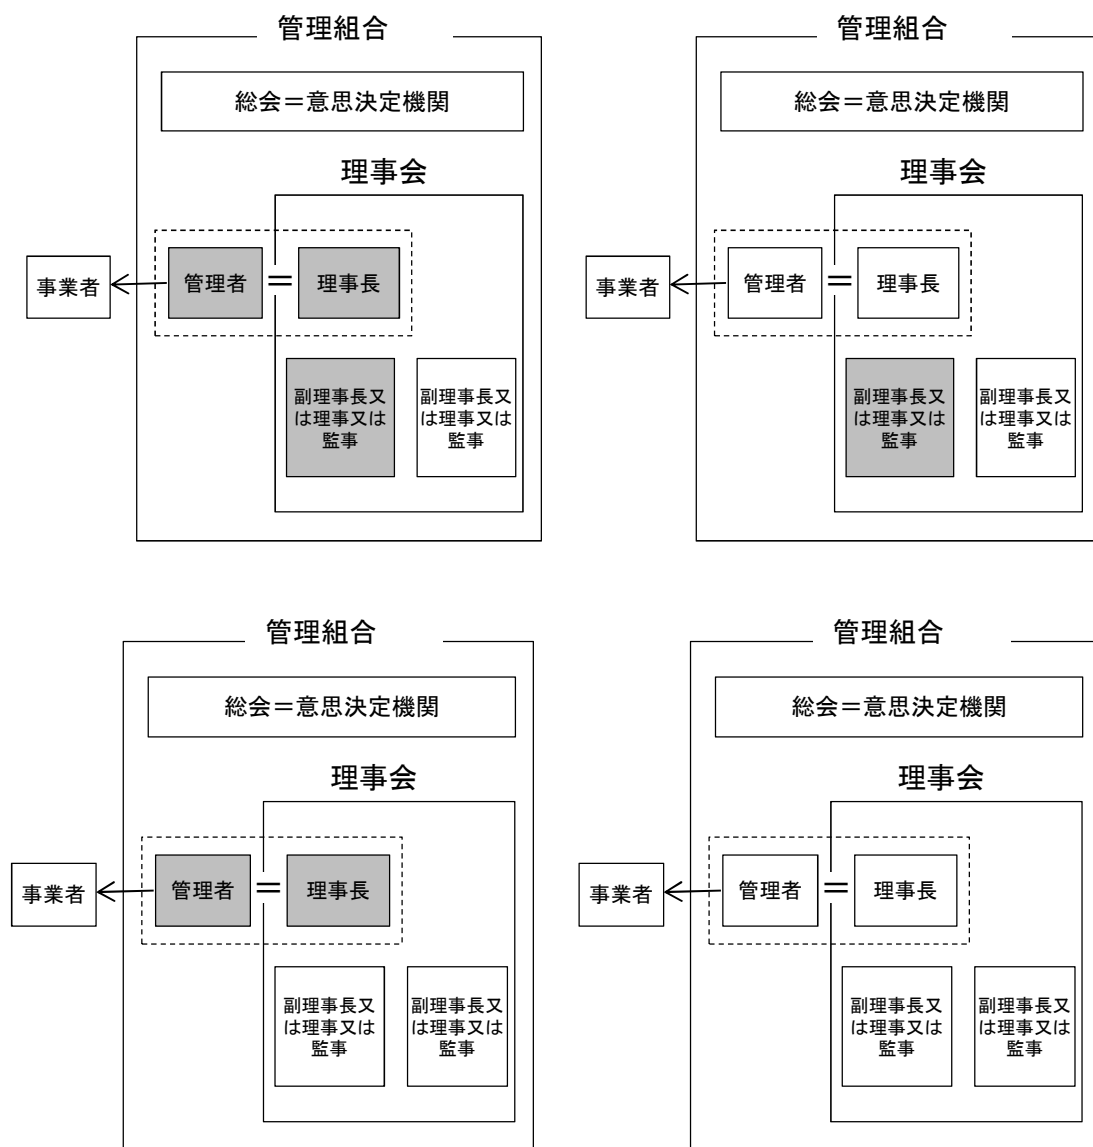 管理組合
総会＝意思決定機関
理事会
事業者
管理者
＝
理事長
副理事長又
は理事又は
監事
副理事長又
は理事又は
監事
管理組合
総会＝意思決定機関
理事会
事業者
管理者
＝
理事長
副理事長又
は理事又は
監事
副理事長又
は理事又は
監事
管理組合
総会＝意思決定機関
理事会
事業者
管理者
＝
理事長
副理事長又
は理事又は
監事
副理事長又
は理事又は
監事
管理組合
総会＝意思決定機関
理事会
事業者
管理者
＝
理事長
副理事長又
は理事又は
監事
副理事長又
は理事又は
監事